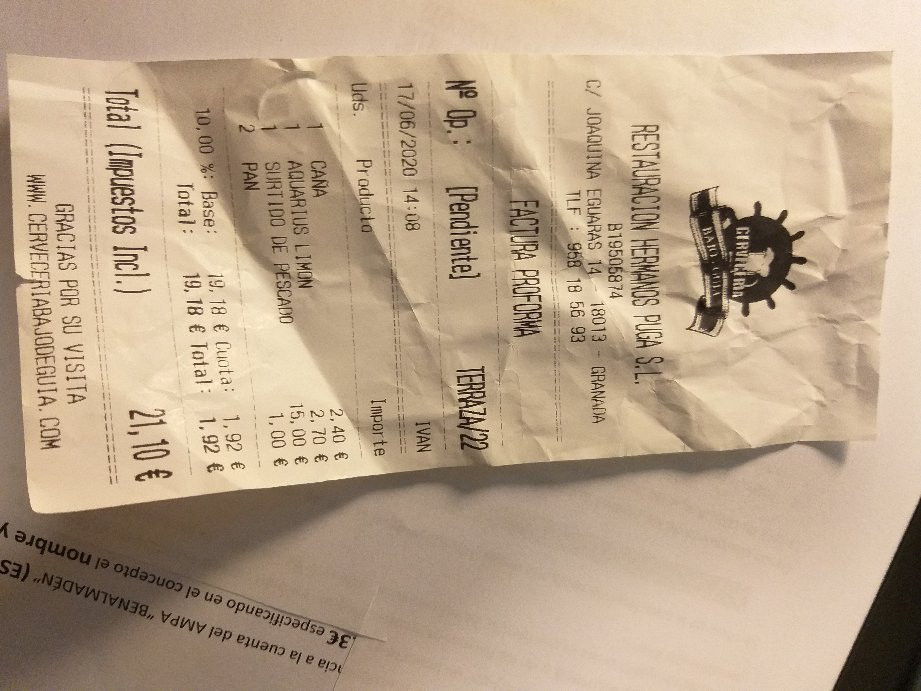 CERVECERIA
BAJO GUIA
RESTAURACION HERMANOS PUGA S.L.
B19505874
C/ JOAQUINA EGUARAS 14 18013 - GRANADA
TLF : 958 18 56 93
FACTURA PROFORMA
Nº Op.: [Pendiente] TERRAZA/22
17/06/2020 14:08 IVAN
Uds. Producto Importe
1 CAÑA 2,40 €
1 AQUARIUS LIMON 2,70 €
1 SURTIDO DE PESCADO 15,00 €
2 PAN 1,00 €
10,00 %: Base: 19,18 € Cuota: 1,92 €
Total: 19,18 € Total: 1,92 €
Total (Impuestos Incl.) 21,10 €
GRACIAS POR SU VISITA
WWW.CERVECERIABAJODEGUIA.COM
ncia a la cuenta del AMPA "BENALMADÉN" (ES
3€ especificando en el concepto el nombre y